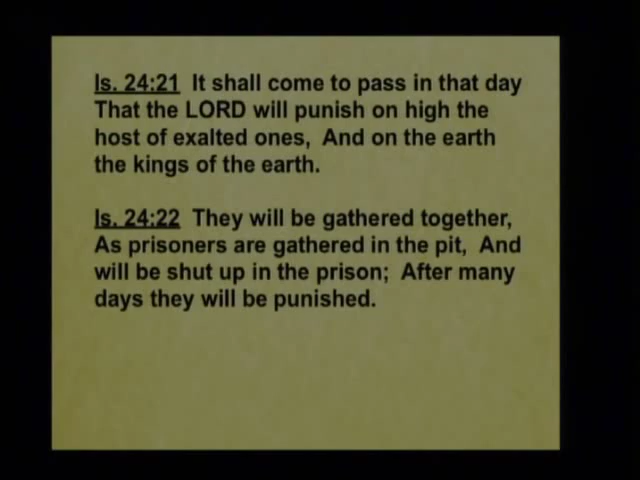 Is. 24:21 It shall come to pass in that day
That the LORD will punish on high the
host of exalted ones, And on the earth
the kings of the earth.
Is. 24:22 They will be gathered together,
As prisoners are gathered in the pit, And
will be shut up in the prison; After many
days they will be punished.